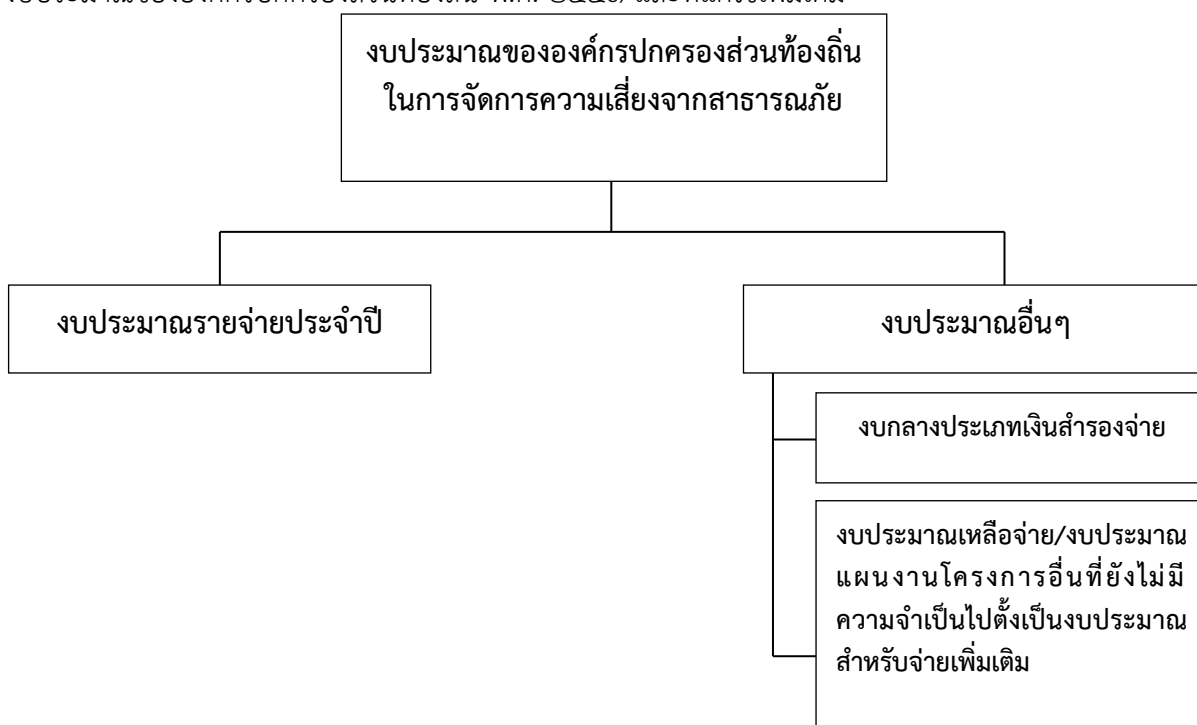 งบประมาณขององค์กรปกครองส่วนท้องถิ่น
ในการจัดการความเสี่ยงจากสาธารณภัย
งบประมาณรายจ่ายประจำปี
งบประมาณอื่นๆ
งบกลางประเภทเงินสำรองจ่าย
งบประมาณเหลือจ่าย/งบประมาณ
แผนงานโครงการอื่นที่ยังไม่มี
ความจำเป็นไปตั้งเป็นงบประมาณ
สำหรับจ่ายเพิ่มเติม